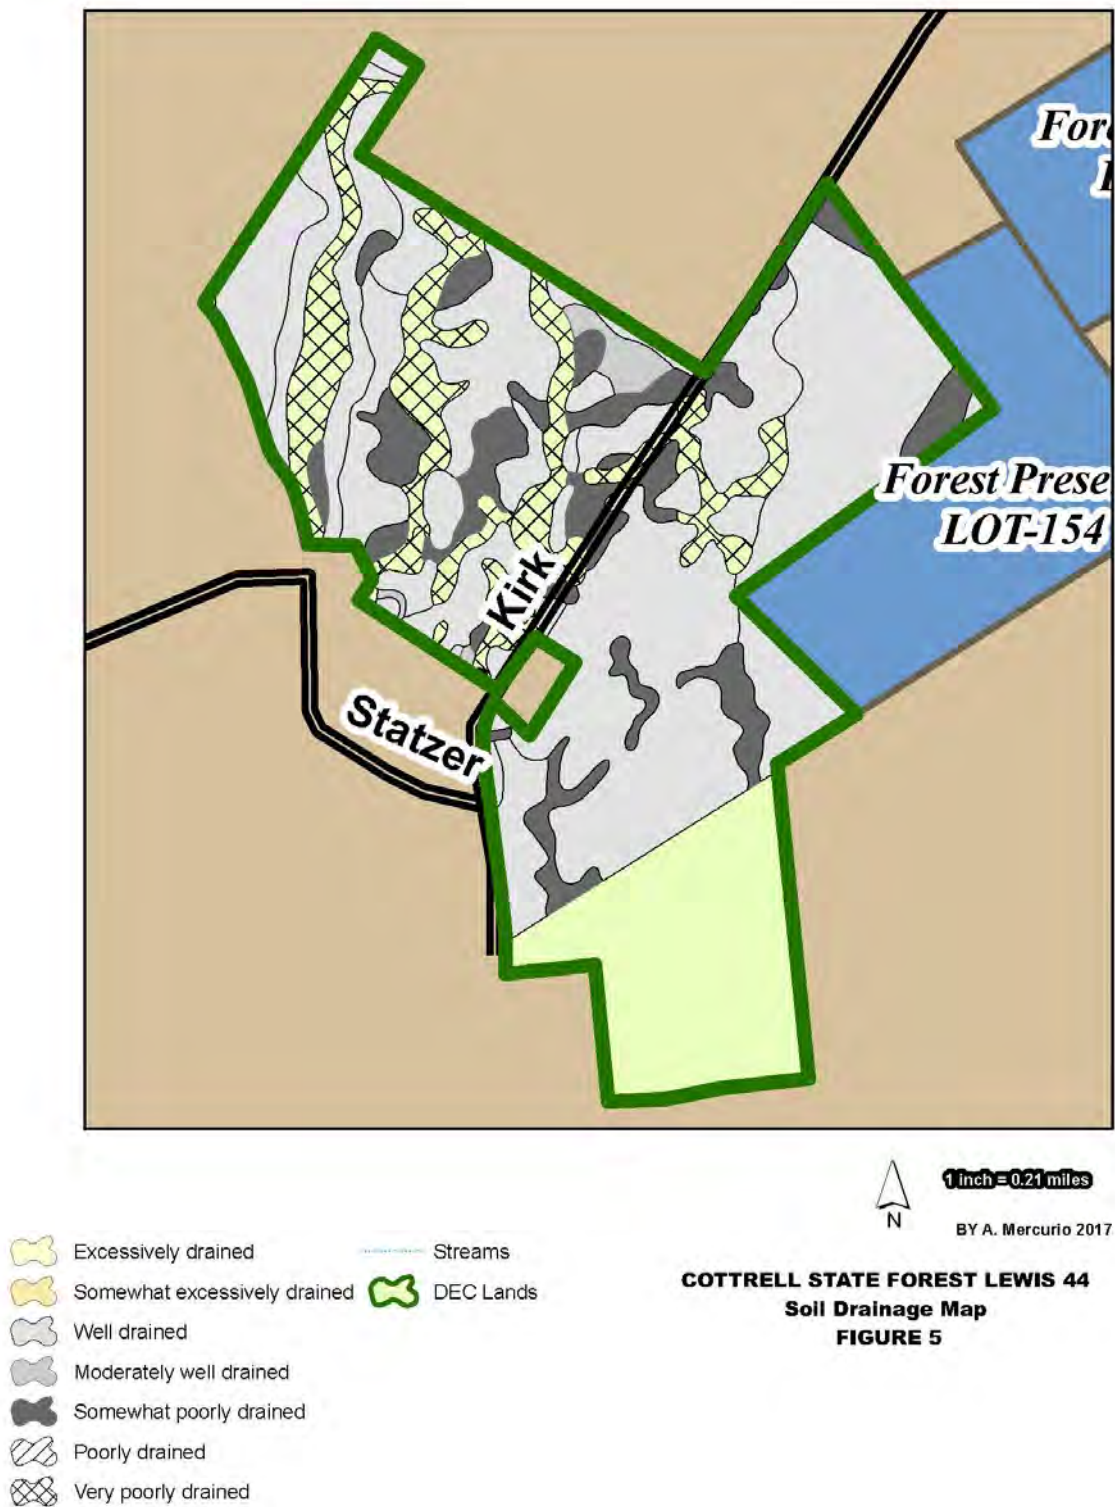 Fore
Forest Prese
LOT-154
Kirk
Statzer
1 inch = 0.21 miles
N
BY A. Mercurio 2017
Excessively drained
Streams
Somewhat excessively drained
DEC Lands
Well drained
Moderately well drained
Somewhat poorly drained
Poorly drained
Very poorly drained
COTTRELL STATE FOREST LEWIS 44
Soil Drainage Map
FIGURE 5